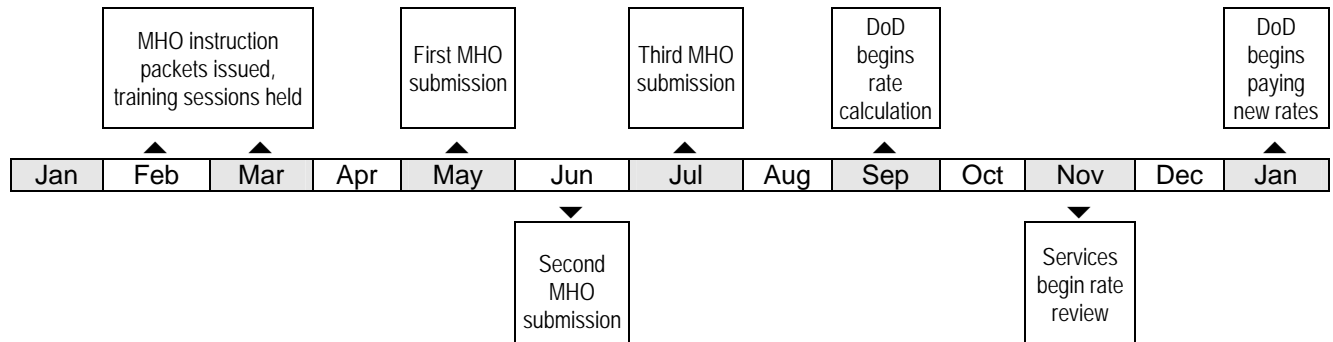 MHO instruction
packets issued,
training sessions held
First MHO
submission
Third MHO
submission
DoD
begins
rate
calculation
DoD
begins
paying
new rates
Jan Feb Mar Apr May Jun Jul Aug Sep Oct Nov Dec Jan
Second
MHO
submission
Services
begin rate
review